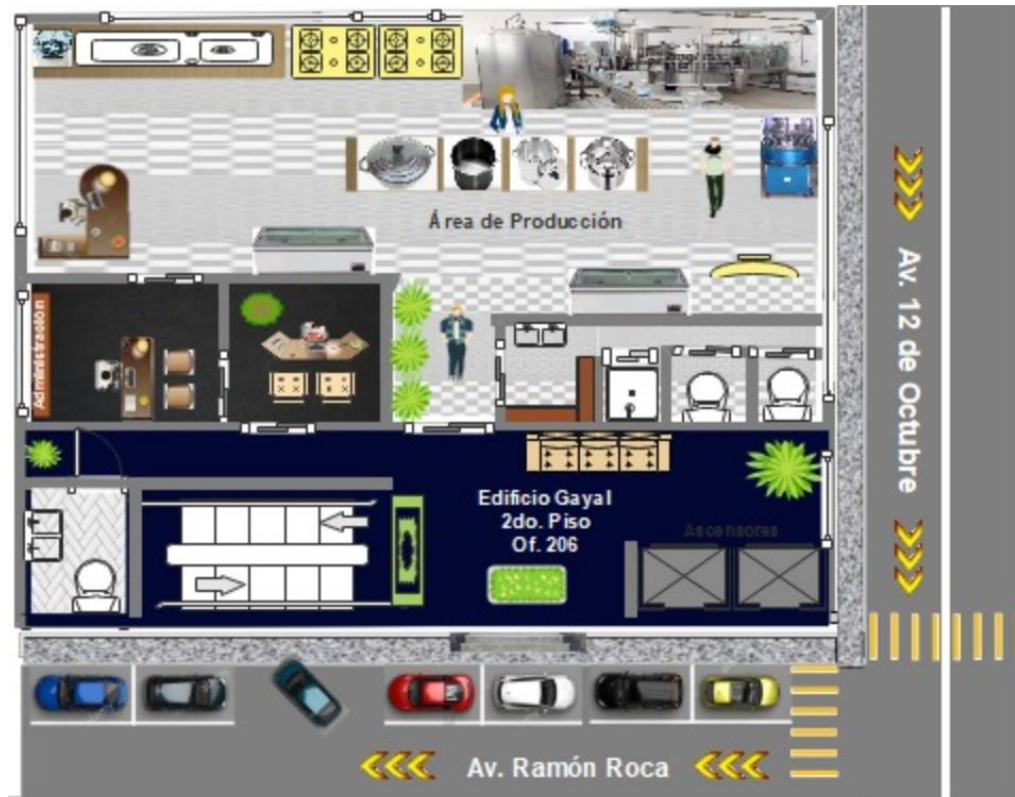 Área de Producción
Administración
Av. 12 de Octubre
Edificio Gayal
2do. Piso
Of. 206
Ascensores
Av. Ramón Roca